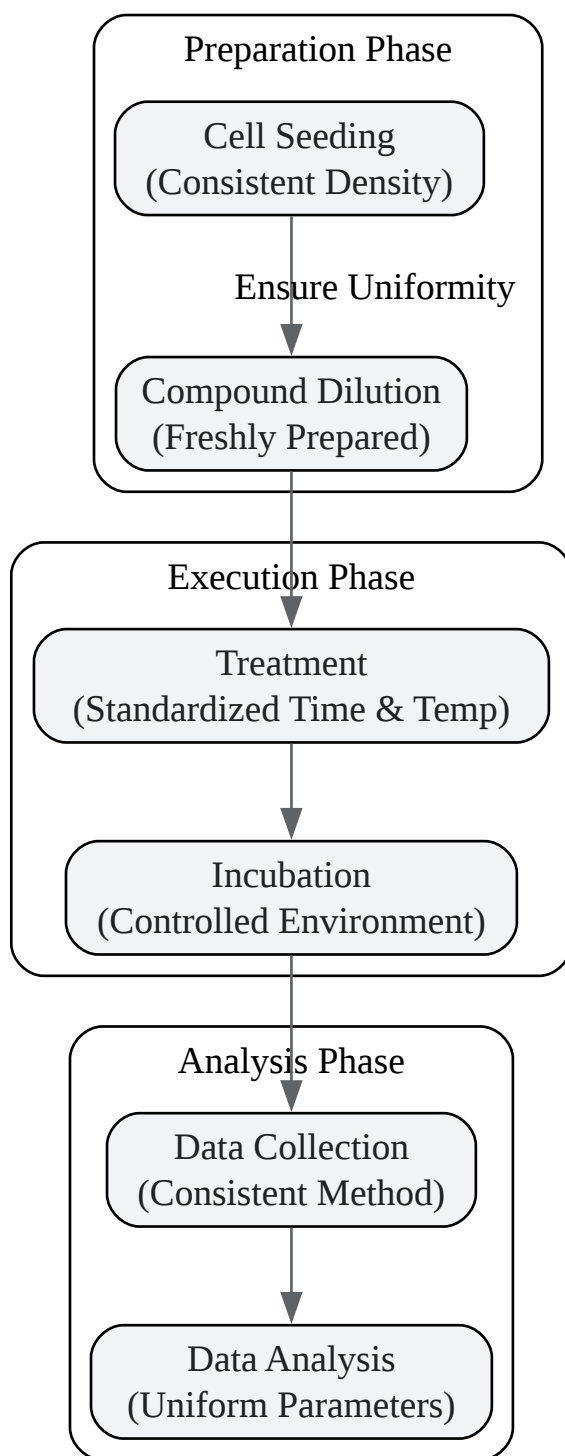 Preparation Phase
Cell Seeding
(Consistent Density)
Ensure Uniformity
Compound Dilution
(Freshly Prepared)
Execution Phase
Treatment
(Standardized Time & Temp)
Incubation
(Controlled Environment)
Analysis Phase
Data Collection
(Consistent Method)
Data Analysis
(Uniform Parameters)